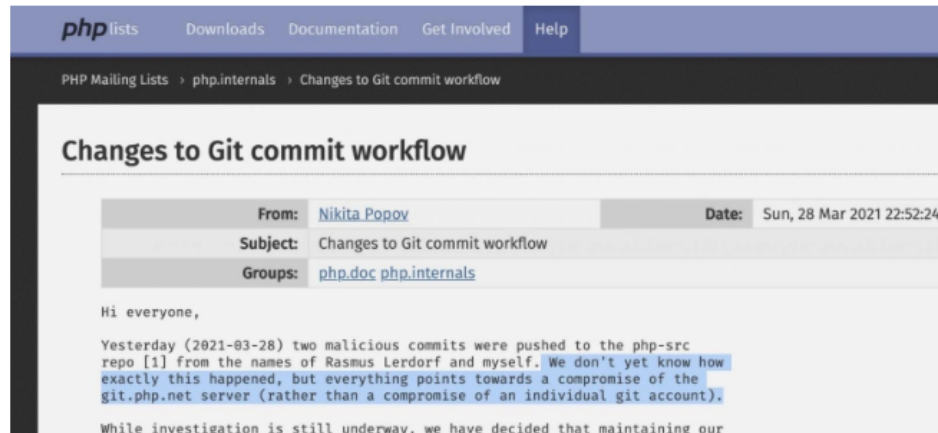 php lists Downloads Documentation Get Involved Help
PHP Mailing Lists › php.internals › Changes to Git commit workflow
Changes to Git commit workflow
From: Nikita Popov Date: Sun, 28 Mar 2021 22:52:24
Subject: Changes to Git commit workflow
Groups: php.doc php.internals
Hi everyone,
Yesterday (2021-03-28) two malicious commits were pushed to the php-src
repo [1] from the names of Rasmus Lerdorf and myself. We don't yet know how
exactly this happened, but everything points towards a compromise of the
git.php.net server (rather than a compromise of an individual git account).
While investigation is still underway, we have decided that maintaining our